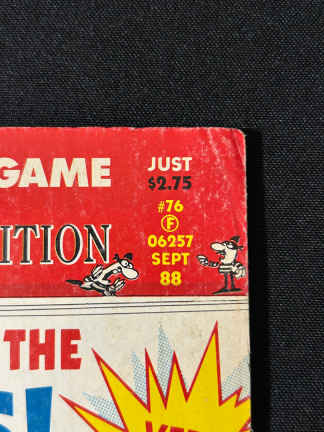 GAME
JUST
$2.75
#76
F
06257
ITION
SEPT
88
THE
S!